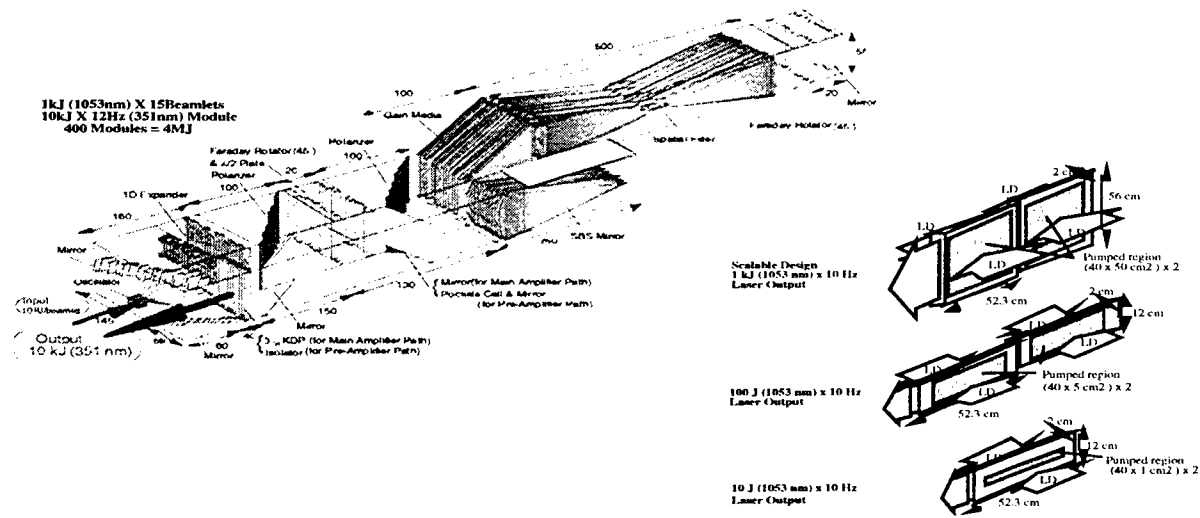 1kJ (1053nm) X 15Beamlets
10kJ X 12Hz (351nm) Module
400 Modules = 4MJ
500
100
Gain Media
20
Mirror
Faraday Rotator (45°)
Spatial Filter
Polarizer
100
Faraday Rotator(45°)
& λ/2 Plate
20
Polarizer
100
1D Expander
160
Mirror
Oscillator
Input
145
Output
10 kJ (351 nm)
60
Mirror
Mirror
150
KDP (for Main Amplifier Path)
Isolator (for Pre-Amplifier Path)
130
Mirror(for Main Amplifier Path)
Pockels Cell & Mirror
(for Pre-Amplifier Path)
SBS Mirror
Scalable Design
1 kJ (1053 nm) x 10 Hz
Laser Output
LD
2 cm
LD
56 cm
LD
LD
Pumped region
(40 x 50 cm2) x 2
52.3 cm
100 J (1053 nm) x 10 Hz
Laser Output
2 cm
12 cm
LD
LD
LD
Pumped region
(40 x 5 cm2) x 2
52.3 cm
10 J (1053 nm) x 10 Hz
Laser Output
2 cm
12 cm
LD
Pumped region
(40 x 1 cm2) x 2
LD
52.3 cm